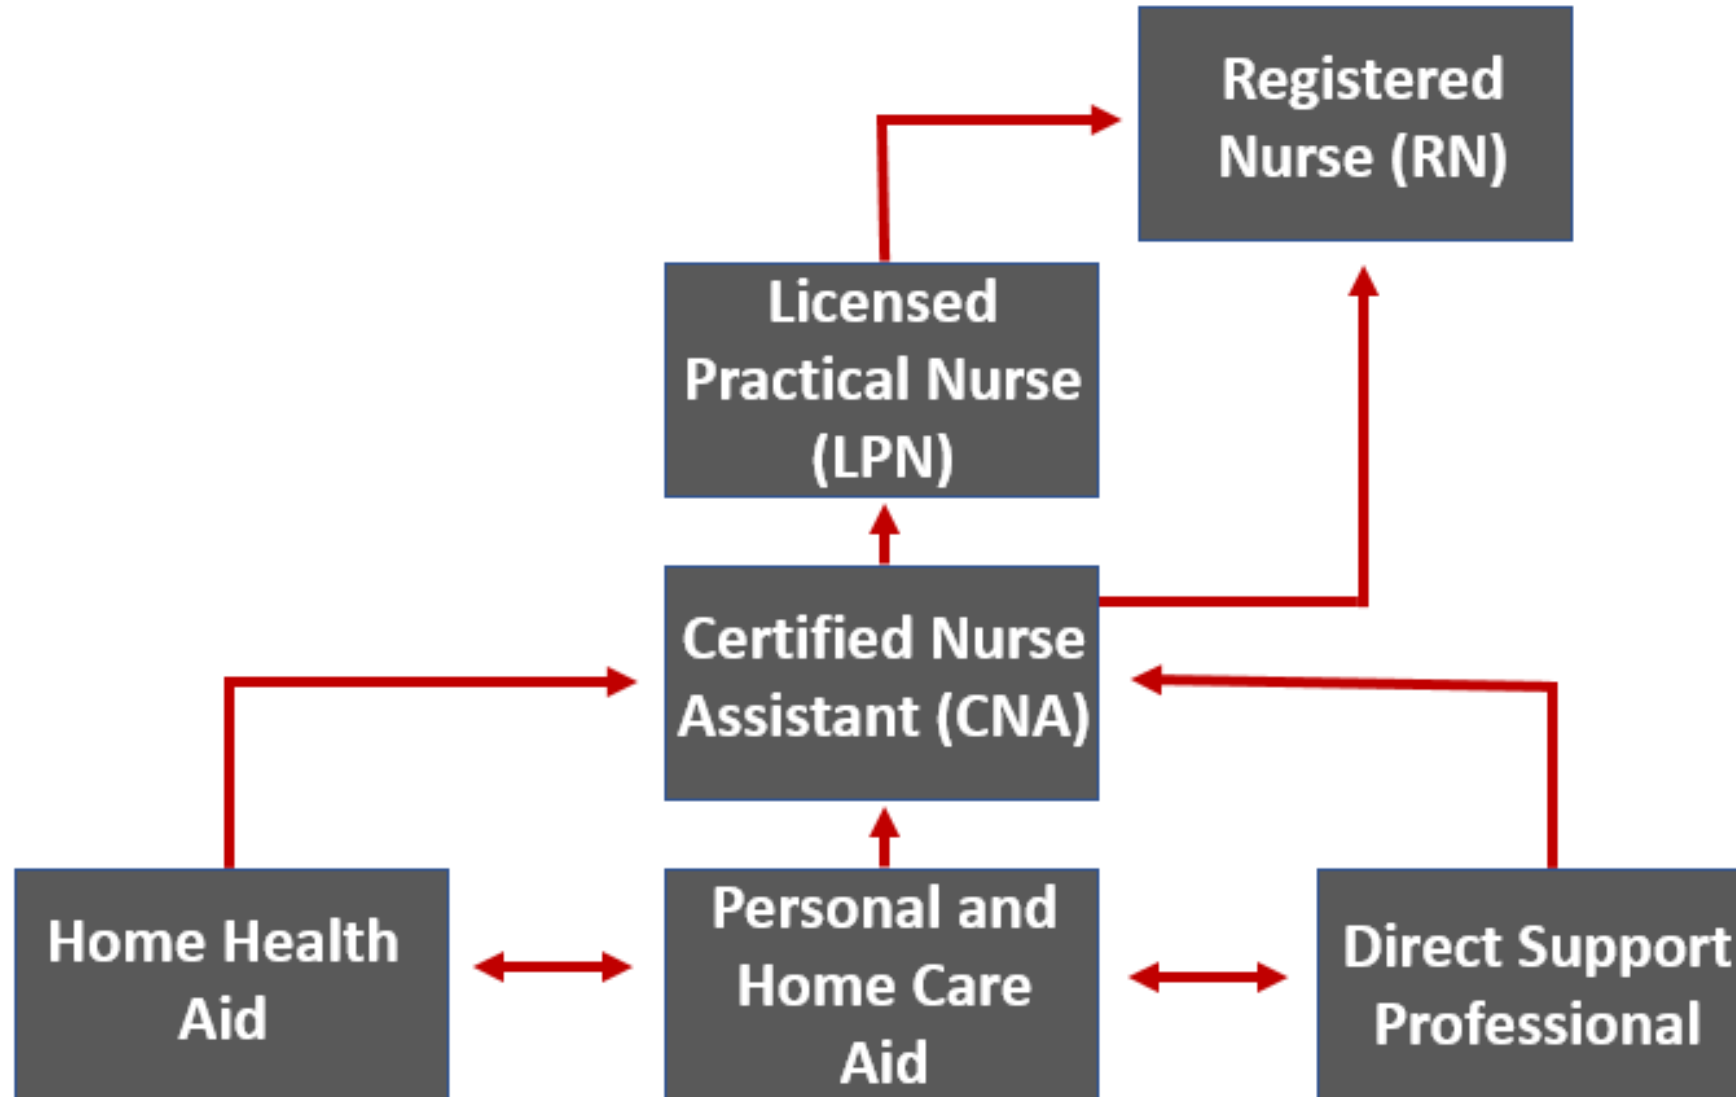 Registered
Nurse (RN)
Licensed
Practical Nurse
(LPN)
Certified Nurse
Assistant (CNA)
Home Health
Aid
Personal and
Home Care
Aid
Direct Support
Professional